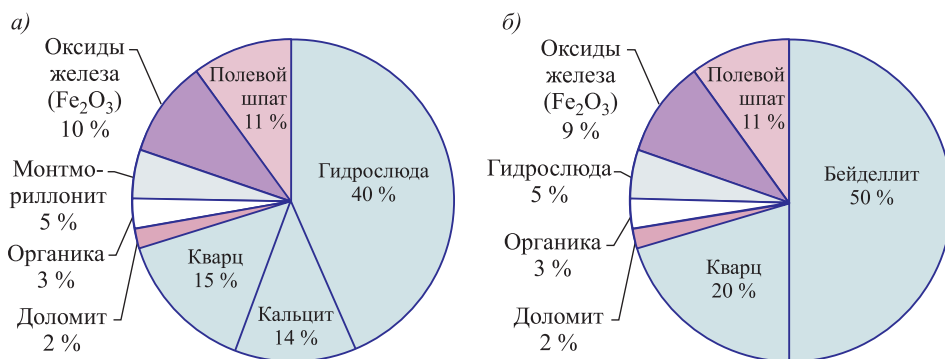 а)
Оксиды
железа
(Fe₂O₃)
10 %
Полевой
шпат
11 %
Гидрослюда
40 %
Монтмо-
риллонит
5 %
Органика
3 %
Доломит
2 %
Кварц
15 %
Кальцит
14 %
б)
Оксиды
железа
(Fe₂O₃)
9 %
Полевой
шпат
11 %
Бейделлит
50 %
Гидрослюда
5 %
Органика
3 %
Доломит
2 %
Кварц
20 %